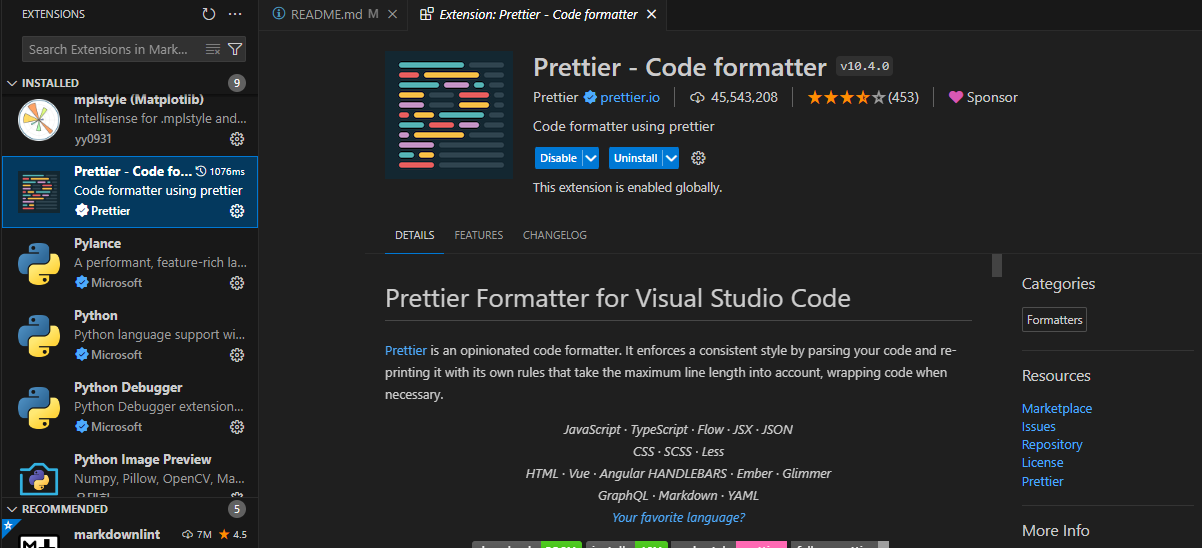 EXTENSIONS
Search Extensions in Mark...
INSTALLED 9
mplstyle (Matplotlib)
Intellisense for .mplstyle and...
yy0931
Prettier - Code fo... 1076ms
Code formatter using prettier
Prettier
Pylance
A performant, feature-rich la...
Microsoft
Python
Python language support wi...
Microsoft
Python Debugger
Python Debugger extension...
Microsoft
Python Image Preview
Numpy, Pillow, OpenCV, Ma...
RECOMMENDED 5
markdownlint 7M 4.5
README.md M
Extension: Prettier - Code formatter
Prettier - Code formatter v10.4.0
Prettier prettier.io 45,543,208 (453) Sponsor
Code formatter using prettier
Disable Uninstall
This extension is enabled globally.
DETAILS FEATURES CHANGELOG
Prettier Formatter for Visual Studio Code
Prettier is an opinionated code formatter. It enforces a consistent style by parsing your code and re-
printing it with its own rules that take the maximum line length into account, wrapping code when
necessary.
JavaScript · TypeScript · Flow · JSX · JSON
CSS · SCSS · Less
HTML · Vue · Angular HANDLEBARS · Ember · Glimmer
GraphQL · Markdown · YAML
Your favorite language?
Categories
Formatters
Resources
Marketplace
Issues
Repository
License
Prettier
More Info